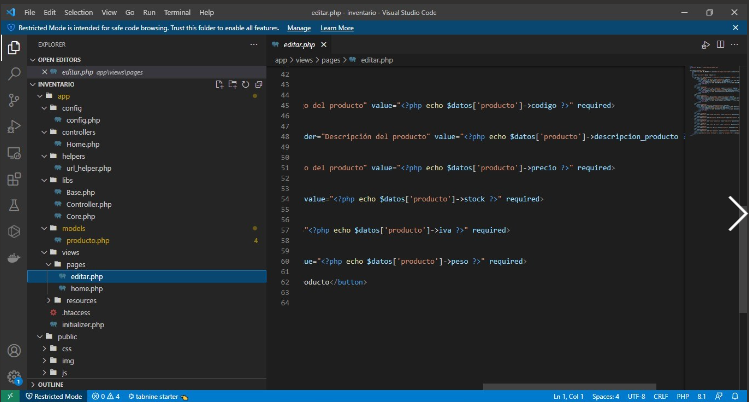 File Edit Selection View Go Run Terminal Help
editar.php - inventario - Visual Studio Code
Restricted Mode is intended for safe code browsing. Trust this folder to enable all features. Manage Learn More
EXPLORER
OPEN EDITORS
editar.php app\views\pages
INVENTARIO
app
config
config.php
controllers
Home.php
helpers
url_helper.php
libs
Base.php
Controller.php
Core.php
models
producto.php 4
views
pages
editar.php
home.php
resources
.htaccess
initializer.php
public
css
img
js
OUTLINE
editar.php
app > views > pages > editar.php
42
43
44
45 o del producto" value="<?php echo $datos['producto']->codigo ?>" required>
46
47
48 der="Descripción del producto" value="<?php echo $datos['producto']->descripcion_producto
49
50
51 o del producto" value="<?php echo $datos['producto']->precio ?>" required>
52
53
54 value="<?php echo $datos['producto']->stock ?>" required>
55
56
57 "<?php echo $datos['producto']->iva ?>" required>
58
59
60 ue="<?php echo $datos['producto']->peso ?>" required>
61
62 oducto</button>
63
64
1
Restricted Mode 0 4 tabnine starter
Ln 1, Col 1 Spaces: 4 UTF-8 CRLF PHP 8.1